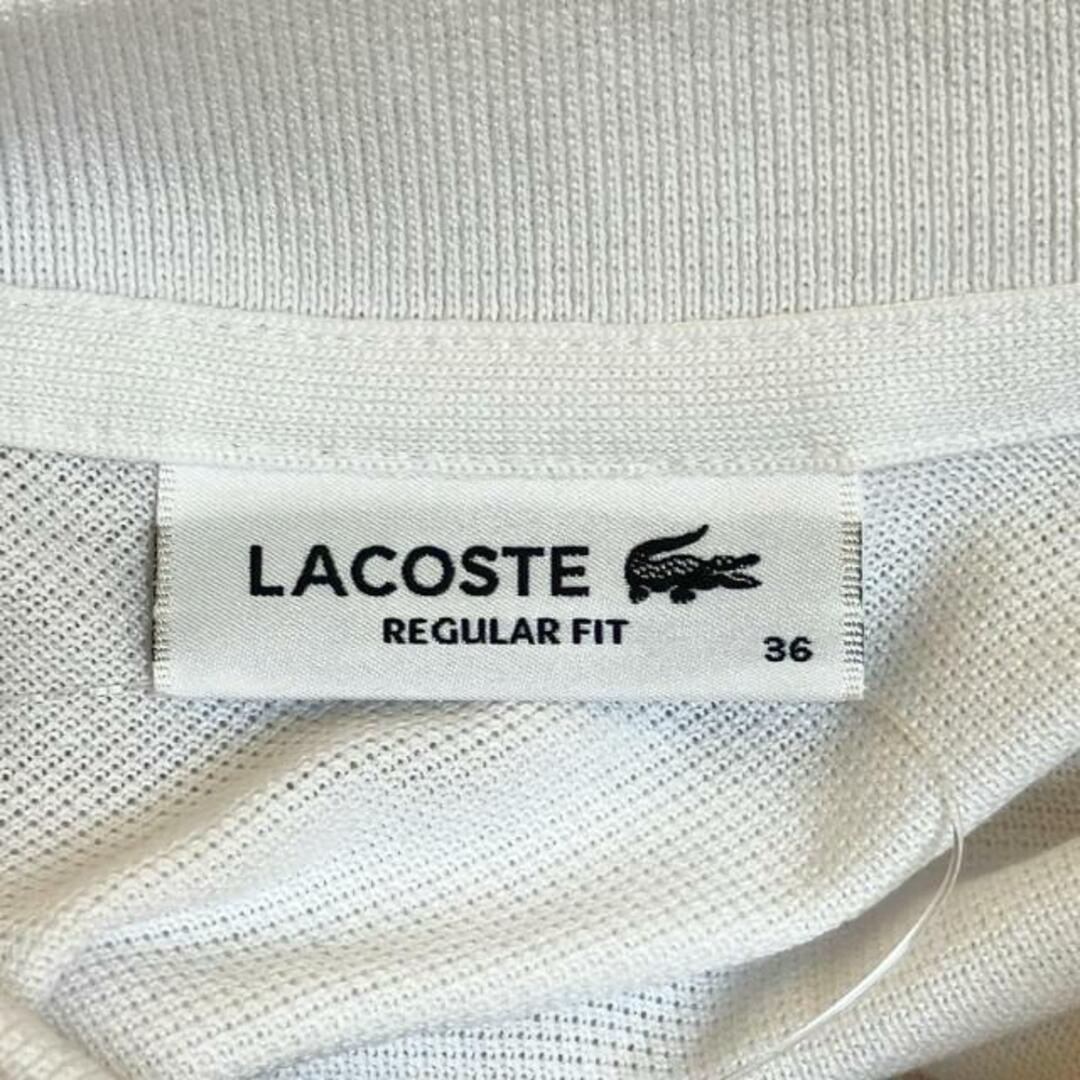 LACOSTE
REGULAR FIT
36